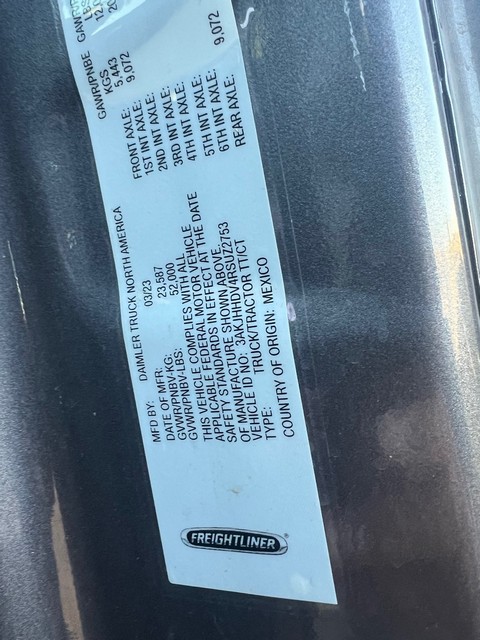 MFD BY: DAIMLER TRUCK NORTH AMERICA
DATE OF MFR: 03/23
GVWR/PNBV-KG: 23,587
GVWR/PNBV-LBS: 52,000
THIS VEHICLE COMPLIES WITH ALL
APPLICABLE FEDERAL MOTOR VEHICLE
SAFETY STANDARDS IN EFFECT AT THE DATE
OF MANUFACTURE SHOWN ABOVE.
VEHICLE ID NO: 3AKJHHDV4RSUZ2753
TYPE: TRUCK/TRACTOR TT/CT
COUNTRY OF ORIGIN: MEXICO
GAWR/PNBE
KGS
FRONT AXLE: 5,443
1ST INT AXLE: 9,072
2ND INT AXLE:
3RD INT AXLE:
4TH INT AXLE:
5TH INT AXLE:
6TH INT AXLE:
REAR AXLE: 9,072
FREIGHTLINER